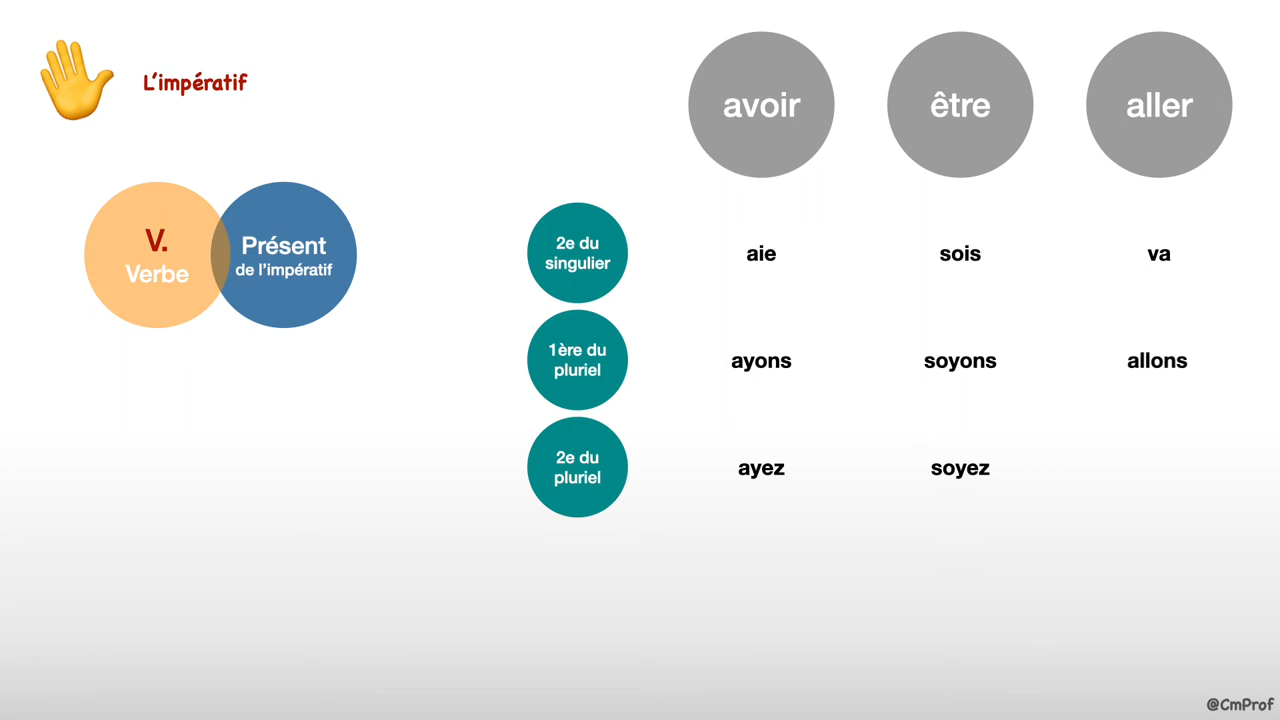 L'impératif
avoir
être
aller
V.
Verbe
Présent
de l'impératif
2e du
singulier
aie
sois
va
1ère du
pluriel
ayons
soyons
allons
2e du
pluriel
ayez
soyez
@CmProf